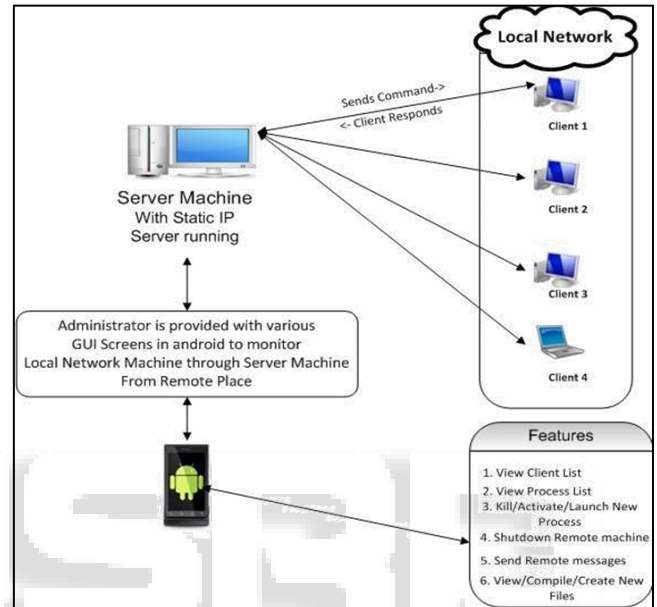 Local Network
Sends Command->
<- Client Responds
Client 1
Client 2
Client 3
Client 4
Server Machine
With Static IP
Server running
Administrator is provided with various
GUI Screens in android to monitor
Local Network Machine through Server Machine
From Remote Place
Features
1. View Client List
2. View Process List
3. Kill/Activate/Launch New
Process
4. Shutdown Remote machine
5. Send Remote messages
6. View/Compile/Create New
Files